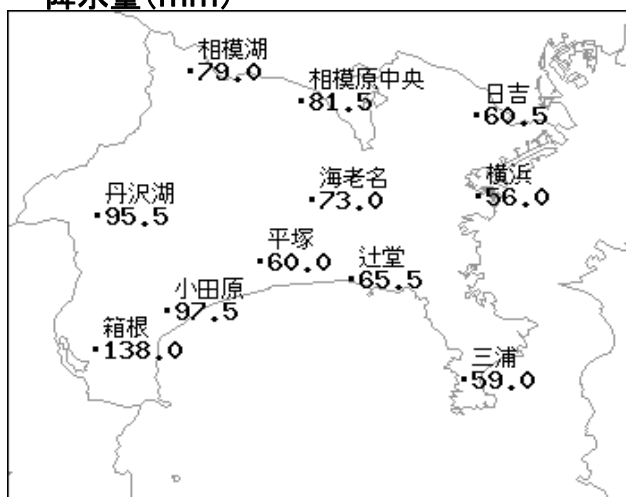 降水量(mm)
相模湖
79.0
相模原中央
81.5
日吉
60.5
丹沢湖
95.5
海老名
73.0
横浜
56.0
平塚
60.0
辻堂
65.5
小田原
97.5
箱根
138.0
三浦
59.0